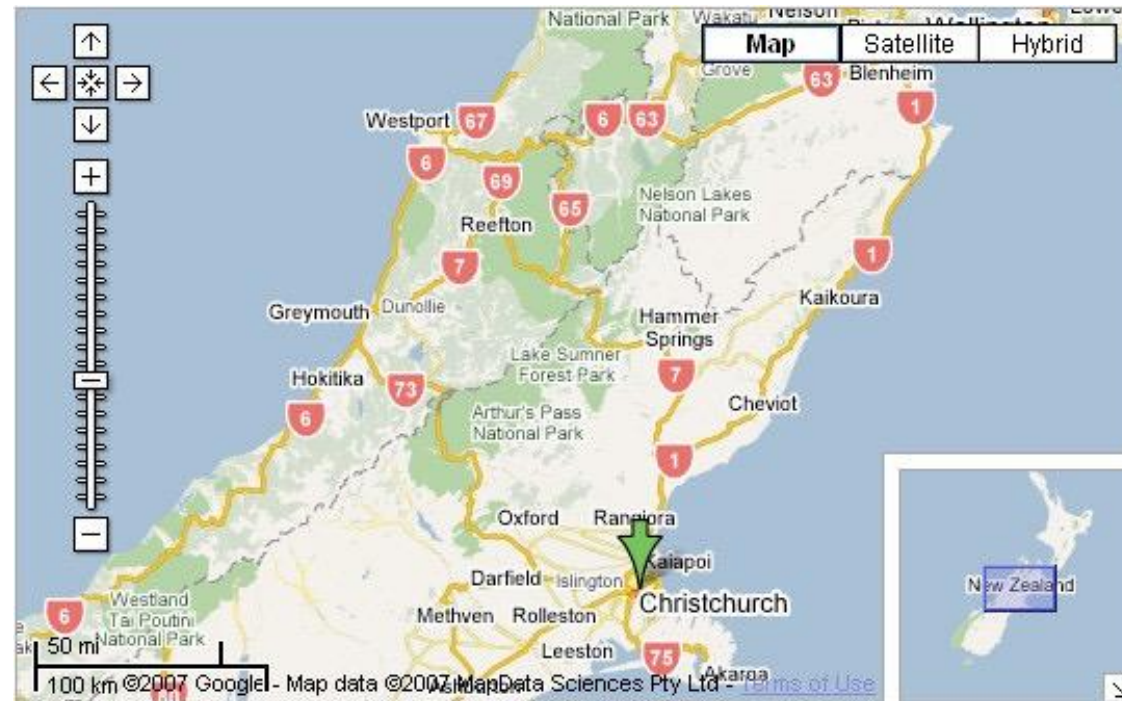 National Park
Wakatu
Nelson
Wellington
Map
Satellite
Hybrid
Grove
63
Blenheim
1
Westport
67
6
63
6
69
65
Nelson Lakes
National Park
Reefton
7
1
Kaikoura
Greymouth
Dunollie
Hammer
Springs
Lake Sumner
Forest Park
Hokitika
73
7
6
Arthur's Pass
National Park
Cheviot
1
Oxford
Rangiora
Kaiapoi
Darfield
Islington
New Zealand
Christchurch
Methven
Rolleston
6
Westland
Tai Poutini
National Park
50 mi
Leeston
75
Akaroa
100 km
©2007 Google - Map data ©2007 MapData Sciences Pty Ltd - Terms of Use